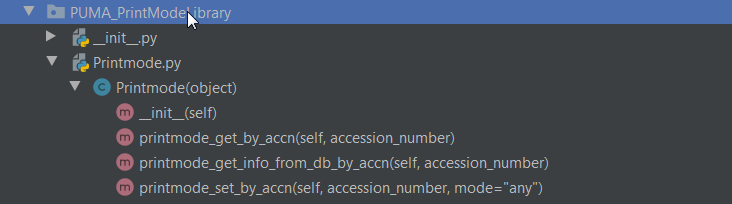 PUMA_PrintModeLibrary
__init__.py
Printmode.py
C Printmode(object)
m __init__(self)
m printmode_get_by_accn(self, accession_number)
m printmode_get_info_from_db_by_accn(self, accession_number)
m printmode_set_by_accn(self, accession_number, mode="any")